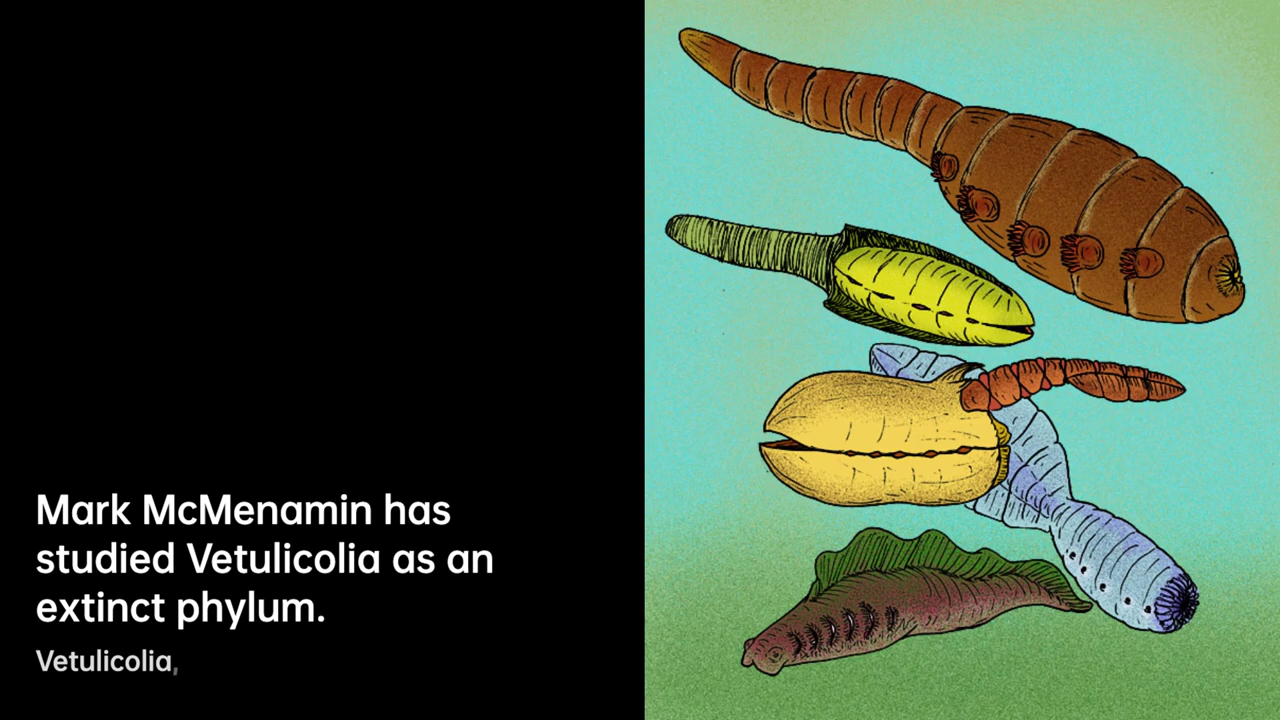 Mark McMenamin has
studied Vetulicolia as an
extinct phylum.
Vetulicolia,